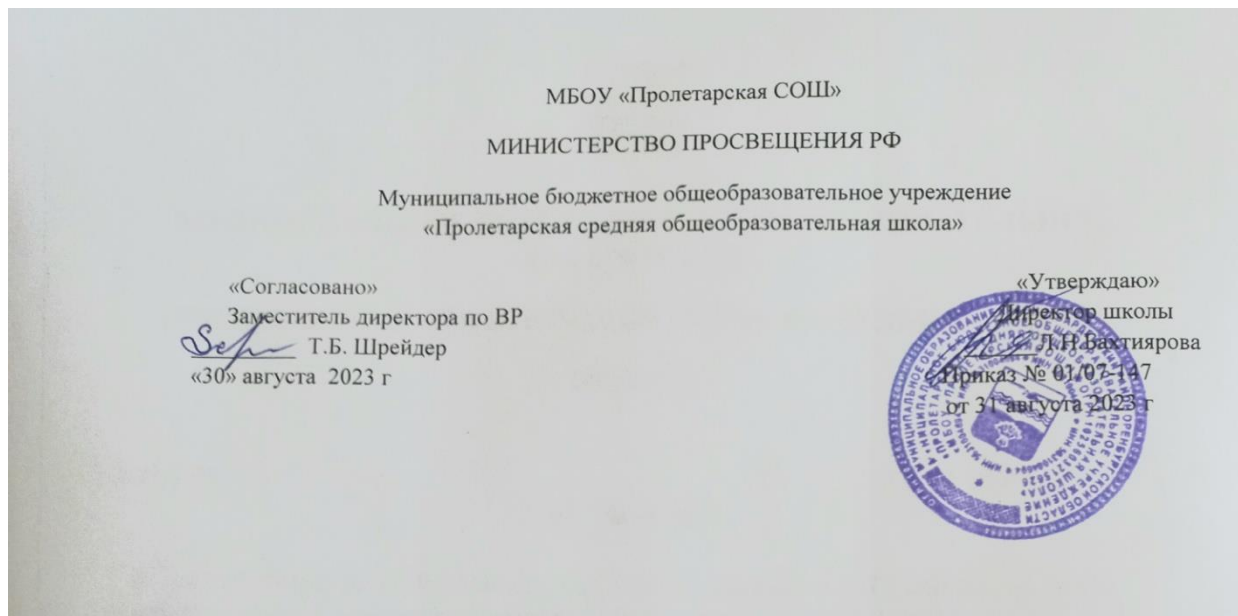 МБОУ «Пролетарская СОШ»
МИНИСТЕРСТВО ПРОСВЕЩЕНИЯ РФ
Муниципальное бюджетное общеобразовательное учреждение
«Пролетарская средняя общеобразовательная школа»
«Согласовано»
Заместитель директора по ВР
Т.Б. Шрейдер
«30» августа 2023 г
«Утверждаю»
Директор школы
Л.Н.Бахтиярова
Приказ № 01/07-147
от 31 августа 2023 г